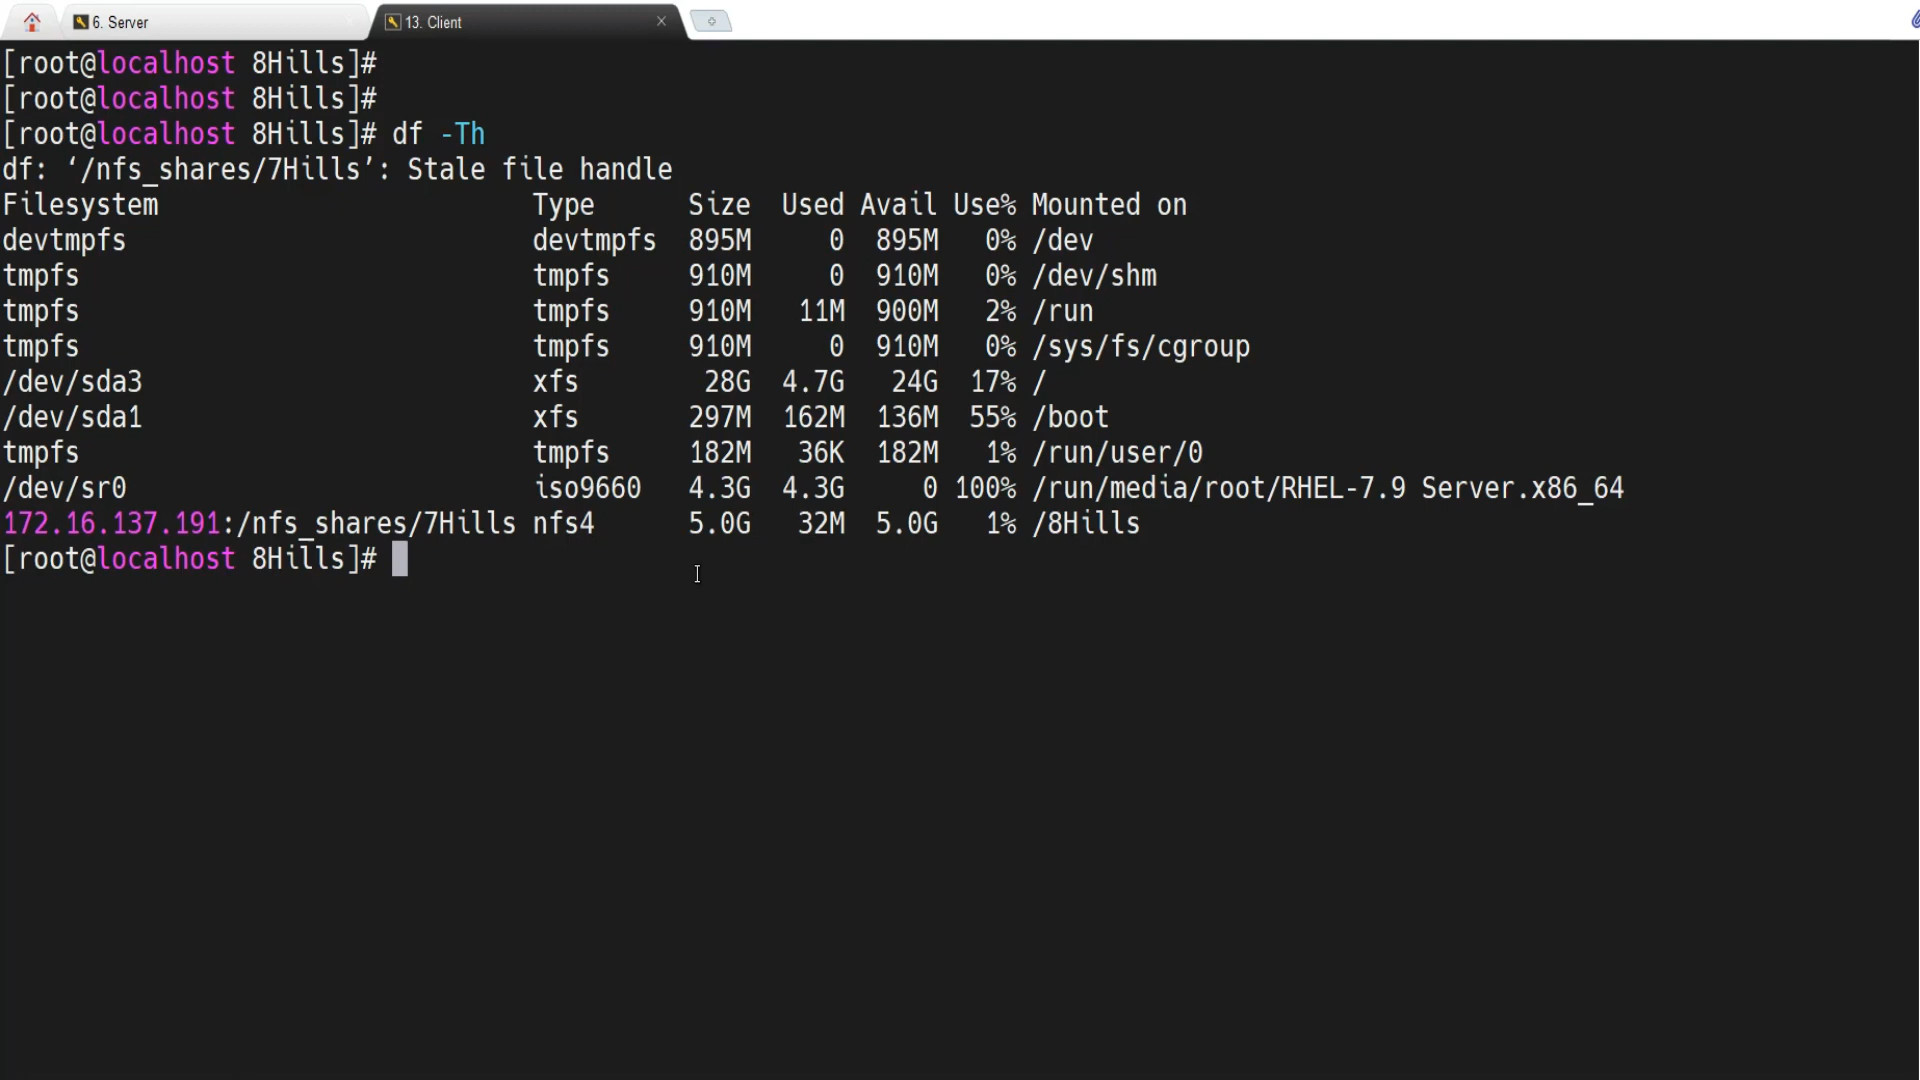 6. Server
13. Client
[root@localhost 8Hills]#
[root@localhost 8Hills]#
[root@localhost 8Hills]# df -Th
df: ‘/nfs_shares/7Hills’: Stale file handle
Filesystem Type Size Used Avail Use% Mounted on
devtmpfs devtmpfs 895M 0 895M 0% /dev
tmpfs tmpfs 910M 0 910M 0% /dev/shm
tmpfs tmpfs 910M 11M 900M 2% /run
tmpfs tmpfs 910M 0 910M 0% /sys/fs/cgroup
/dev/sda3 xfs 28G 4.7G 24G 17% /
/dev/sda1 xfs 297M 162M 136M 55% /boot
tmpfs tmpfs 182M 36K 182M 1% /run/user/0
/dev/sr0 iso9660 4.3G 4.3G 0 100% /run/media/root/RHEL-7.9 Server.x86_64
172.16.137.191:/nfs_shares/7Hills nfs4 5.0G 32M 5.0G 1% /8Hills
[root@localhost 8Hills]#